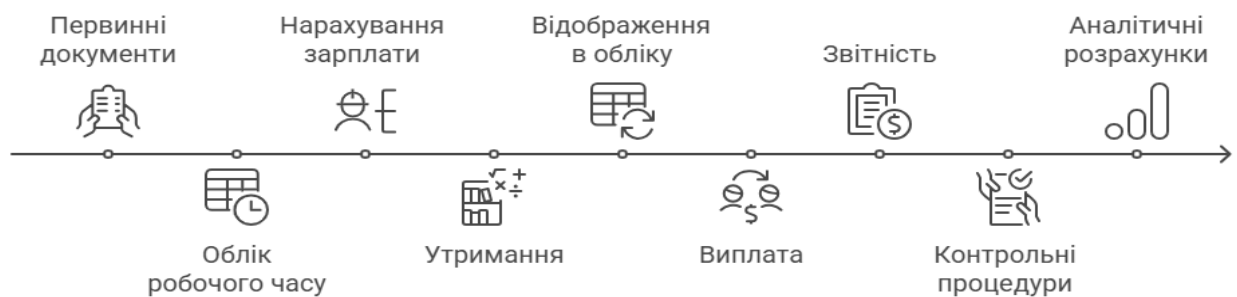 Первинні
документи
Облік
робочого часу
Нарахування
зарплати
Утримання
Відображення
в обліку
Виплата
Звітність
Контрольні
процедури
Аналітичні
розрахунки